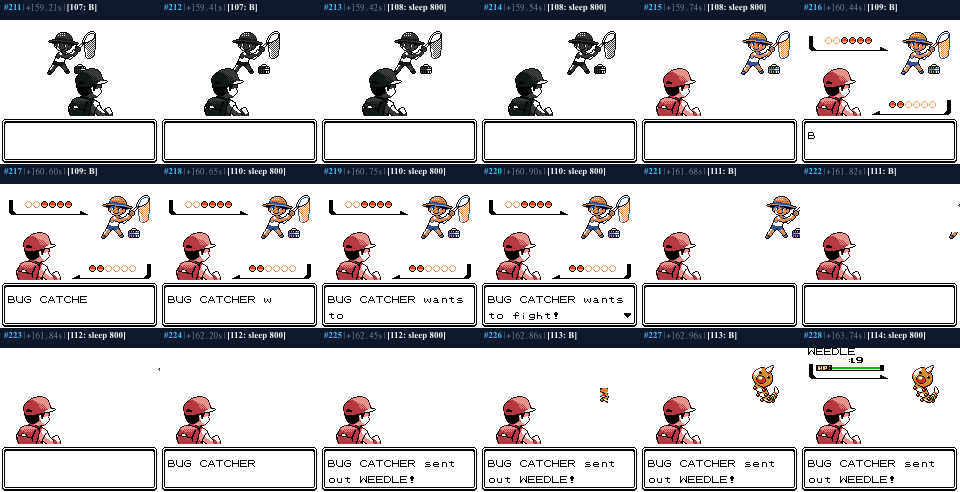 #211|+159.21s|[107: B]
#212|+159.41s|[107: B]
#213|+159.42s|[108: sleep 800]
#214|+159.54s|[108: sleep 800]
#215|+159.74s|[108: sleep 800]
#216|+160.44s|[109: B]
B
#217|+160.60s|[109: B]
#218|+160.65s|[110: sleep 800]
#219|+160.75s|[110: sleep 800]
#220|+160.90s|[110: sleep 800]
#221|+161.68s|[111: B]
#222|+161.82s|[111: B]
BUG CATCHE
BUG CATCHER w
BUG CATCHER wants
to
BUG CATCHER wants
to fight!
#223|+161.84s|[112: sleep 800]
#224|+162.20s|[112: sleep 800]
#225|+162.45s|[112: sleep 800]
#226|+162.86s|[113: B]
#227|+162.96s|[113: B]
#228|+163.74s|[114: sleep 800]
WEEDLE
:L9
HP:
BUG CATCHER
BUG CATCHER sent
out WEEDLE!
BUG CATCHER sent
out WEEDLE!
BUG CATCHER sent
out WEEDLE!
BUG CATCHER sent
out WEEDLE!